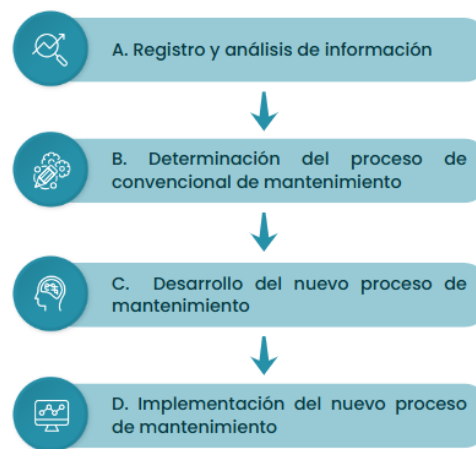 A. Registro y análisis de información
B. Determinación del proceso de
convencional de mantenimiento
C. Desarrollo del nuevo proceso de
mantenimiento
D. Implementación del nuevo proceso
de mantenimiento